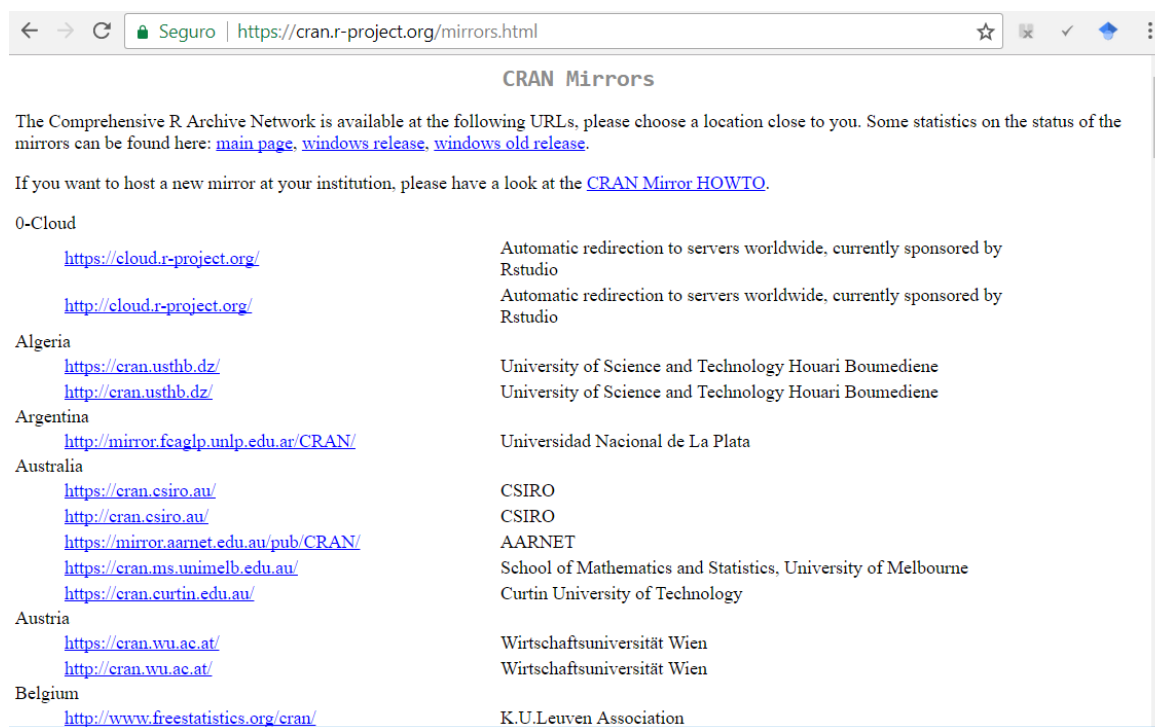 Seguro | https://cran.r-project.org/mirrors.html
CRAN Mirrors
The Comprehensive R Archive Network is available at the following URLs, please choose a location close to you. Some statistics on the status of the
mirrors can be found here: main page, windows release, windows old release.
If you want to host a new mirror at your institution, please have a look at the CRAN Mirror HOWTO.
0-Cloud
https://cloud.r-project.org/ Automatic redirection to servers worldwide, currently sponsored by
Rstudio
http://cloud.r-project.org/ Automatic redirection to servers worldwide, currently sponsored by
Rstudio
Algeria
https://cran.usthb.dz/ University of Science and Technology Houari Boumediene
http://cran.usthb.dz/ University of Science and Technology Houari Boumediene
Argentina
http://mirror.fcaglp.unlp.edu.ar/CRAN/ Universidad Nacional de La Plata
Australia
https://cran.csiro.au/ CSIRO
http://cran.csiro.au/ CSIRO
https://mirror.aarnet.edu.au/pub/CRAN/ AARNET
https://cran.ms.unimelb.edu.au/ School of Mathematics and Statistics, University of Melbourne
https://cran.curtin.edu.au/ Curtin University of Technology
Austria
https://cran.wu.ac.at/ Wirtschaftsuniversität Wien
http://cran.wu.ac.at/ Wirtschaftsuniversität Wien
Belgium
http://www.freestatistics.org/cran/ K.U.Leuven Association